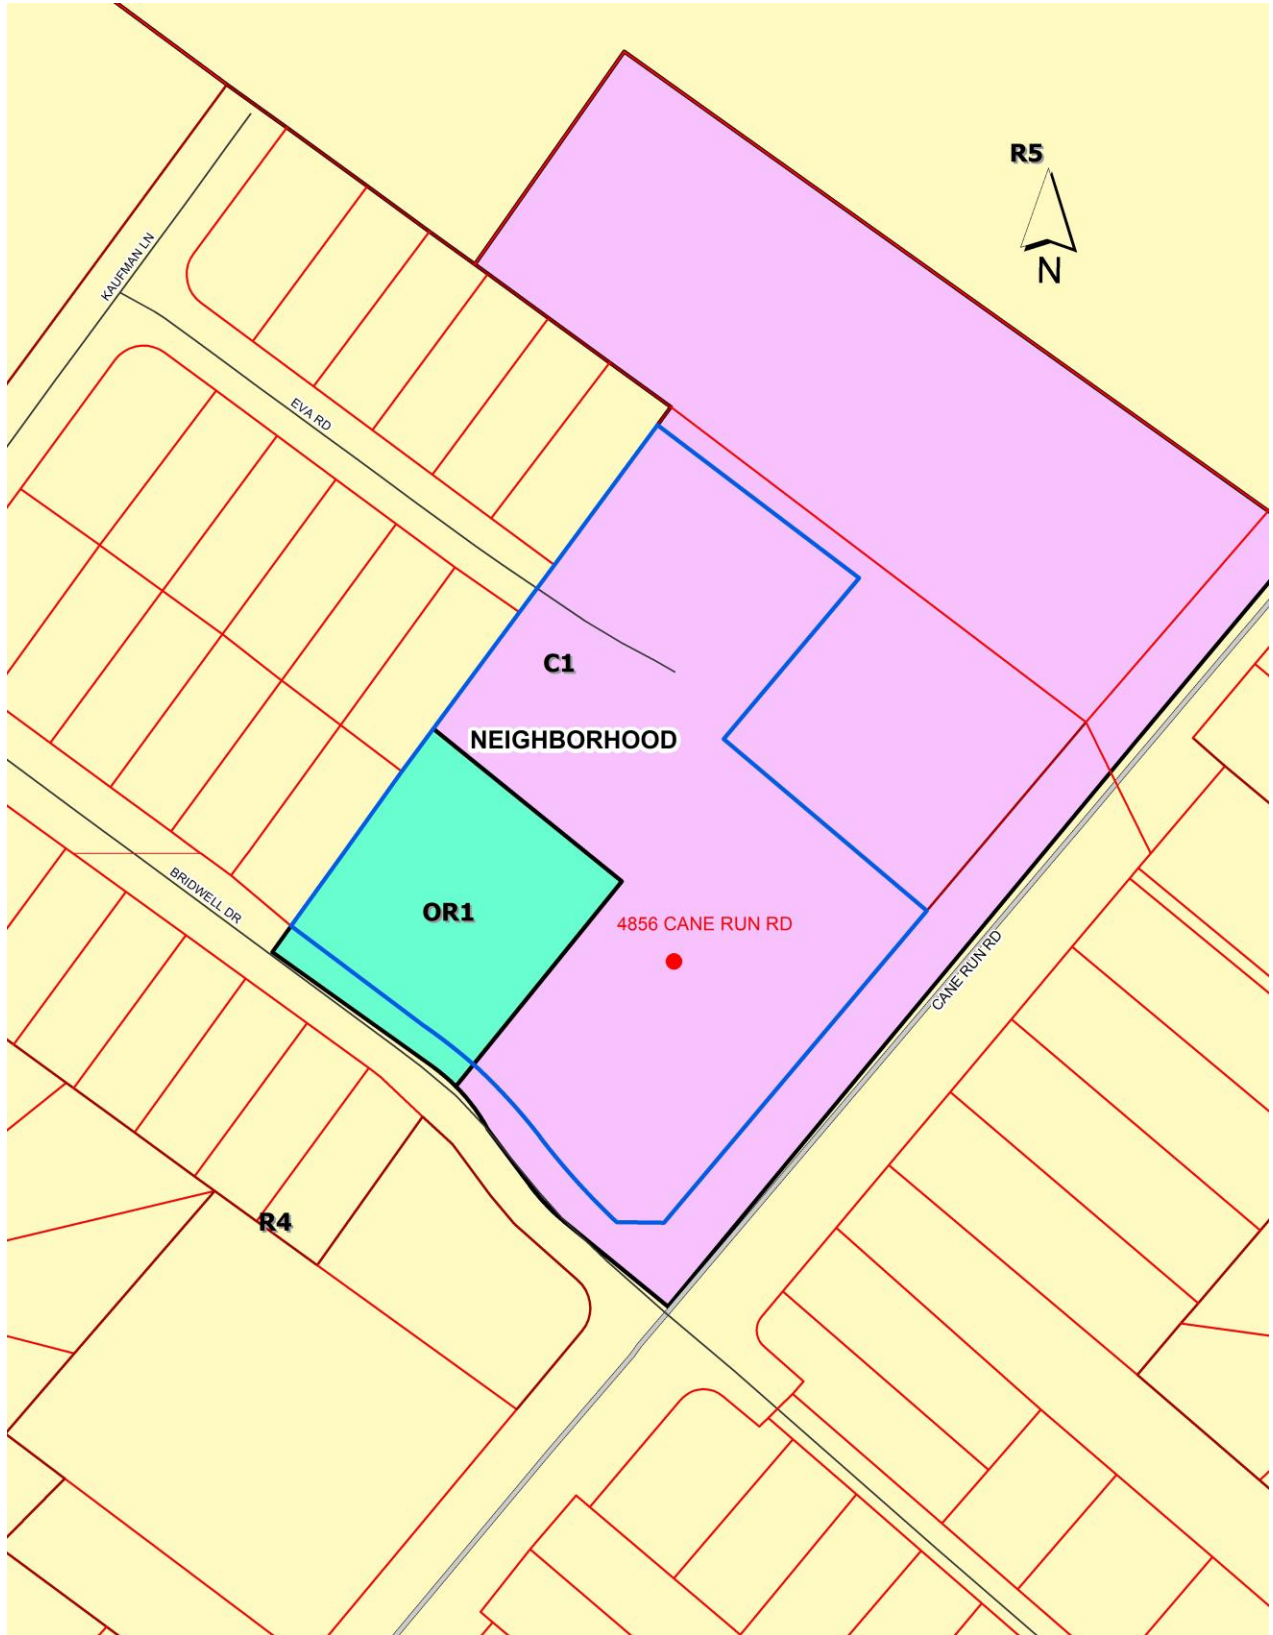 R5
N
KAUFMAN LN
EVA RD
C1
NEIGHBORHOOD
BRIDWELL DR
OR1
4856 CANE RUN RD
CANE RUN RD
R4